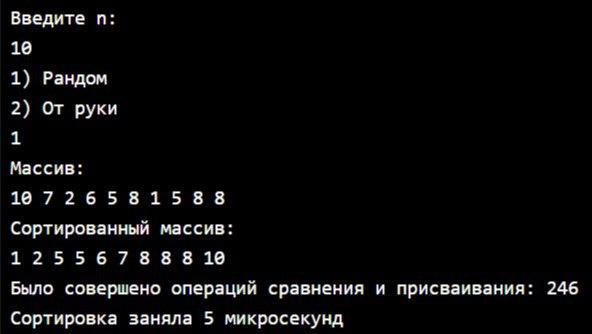 Введите n:
10
1) Рандом
2) От руки
1
Массив:
10 7 2 6 5 8 1 5 8 8
Сортированный массив:
1 2 5 5 6 7 8 8 8 10
Было совершено операций сравнения и присваивания: 246
Сортировка заняла 5 микросекунд